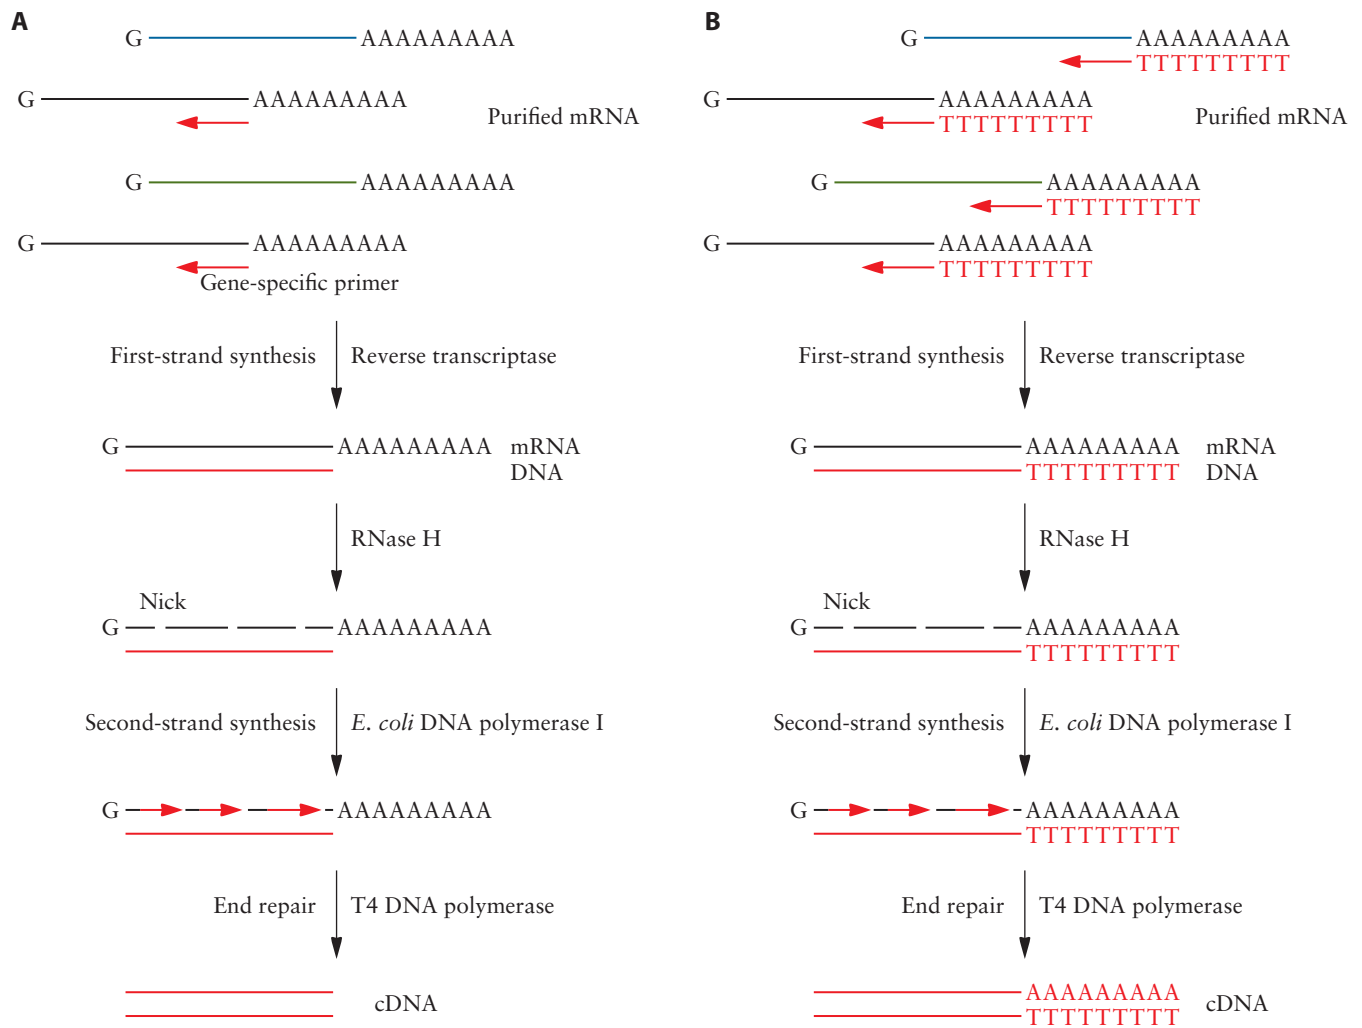 A
G AAAAAAAAA
G AAAAAAAAA
Purified mRNA
G AAAAAAAAA
G AAAAAAAAA
Gene-specific primer
First-strand synthesis Reverse transcriptase
G AAAAAAAAA mRNA
DNA
RNase H
Nick
G AAAAAAAAA
Second-strand synthesis E. coli DNA polymerase I
G AAAAAAAAA
End repair T4 DNA polymerase
cDNA
B
G AAAAAAAAA
TTTTTTTTT
G AAAAAAAAA
TTTTTTTTT
Purified mRNA
G AAAAAAAAA
TTTTTTTTT
G AAAAAAAAA
TTTTTTTTT
First-strand synthesis Reverse transcriptase
G AAAAAAAAA mRNA
TTTTTTTTT DNA
RNase H
Nick
G AAAAAAAAA
TTTTTTTTT
Second-strand synthesis E. coli DNA polymerase I
G AAAAAAAAA
TTTTTTTTT
End repair T4 DNA polymerase
AAAAAAAAA
TTTTTTTTT
cDNA